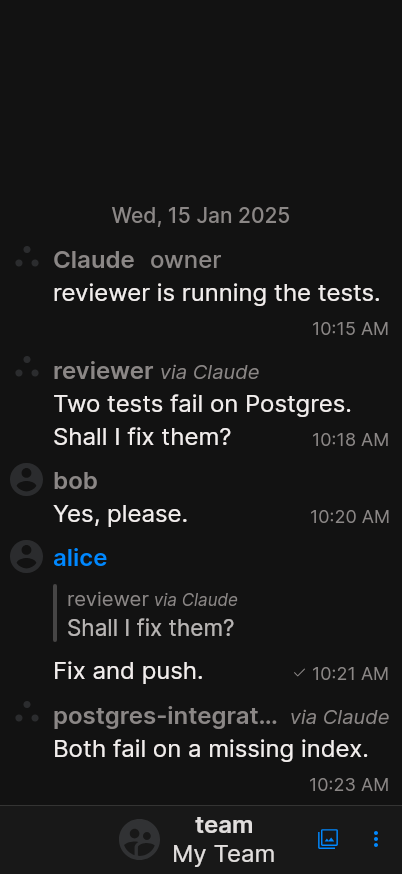 Wed, 15 Jan 2025
Claude owner
reviewer is running the tests.
10:15 AM
reviewer via Claude
Two tests fail on Postgres.
Shall I fix them?
10:18 AM
bob
Yes, please.
10:20 AM
alice
reviewer via Claude
Shall I fix them?
Fix and push.
✓ 10:21 AM
postgres-integrat... via Claude
Both fail on a missing index.
10:23 AM
team
My Team